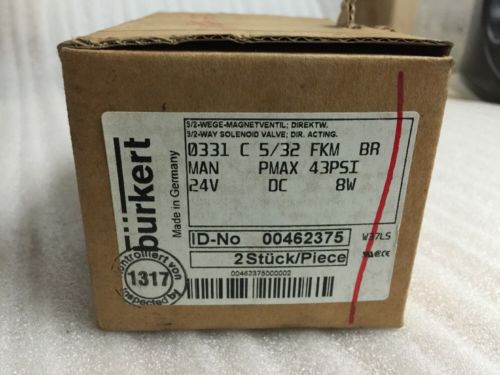 3/2-WEGE-MAGNETVENTIL; DIREKTW.
3/2-WAY SOLENOID VALVE; DIR. ACTING.
0331 C 5/32 FKM BR
MAN PMAX 43PSI
24V DC 8W
ID-No 00462375
W37LS
2 Stück/Piece
00462375000002
bürkert
Made in Germany
controlliert von
1317
inspected by